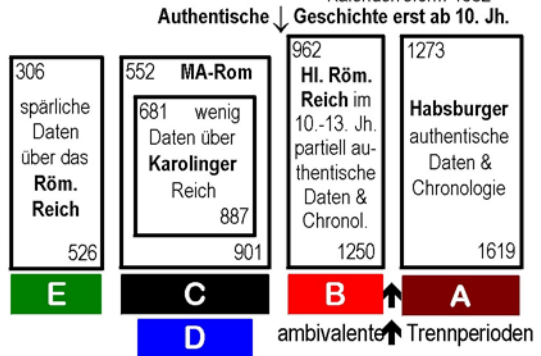 Authentische ↓ Geschichte erst ab 10. Jh.
306
spärliche
Daten
über das
Röm.
Reich
526
552 MA-Rom
681 wenig
Daten über
Karolinger
Reich
887
901
962
Hl. Röm.
Reich im
10.-13. Jh.
partiell au-
thentische
Daten &
Chronol.
1250
1273
Habsburger
authentische
Daten &
Chronologie
1619
E
C
B
A
D
ambivalente Trennperioden